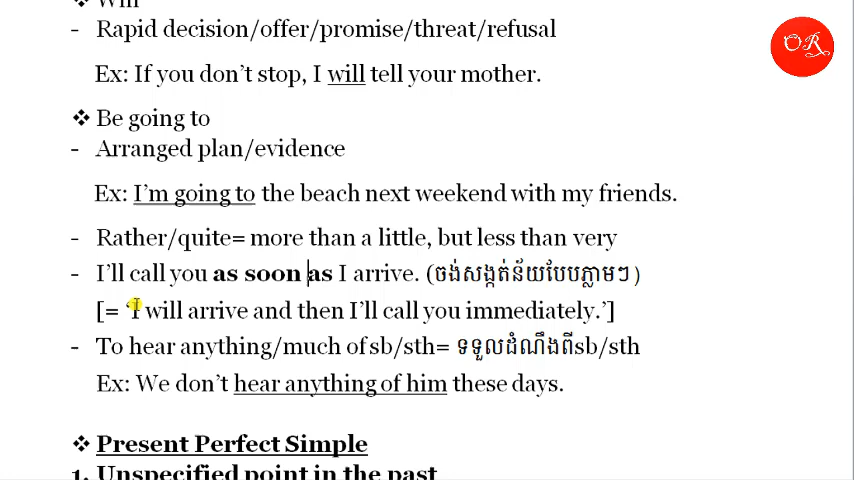 ❖ Will
- Rapid decision/offer/promise/threat/refusal
Ex: If you don't stop, I will tell your mother.
❖ Be going to
- Arranged plan/evidence
Ex: I'm going to the beach next weekend with my friends.
- Rather/quite= more than a little, but less than very
- I'll call you as soon as I arrive. (ចង់សង្កត់ន័យបែបភ្លាមៗ)
[= 'I will arrive and then I'll call you immediately.']
- To hear anything/much of sb/sth= ទទួលដំណឹងពីsb/sth
Ex: We don't hear anything of him these days.
❖ Present Perfect Simple
1. Unspecified point in the past
OR